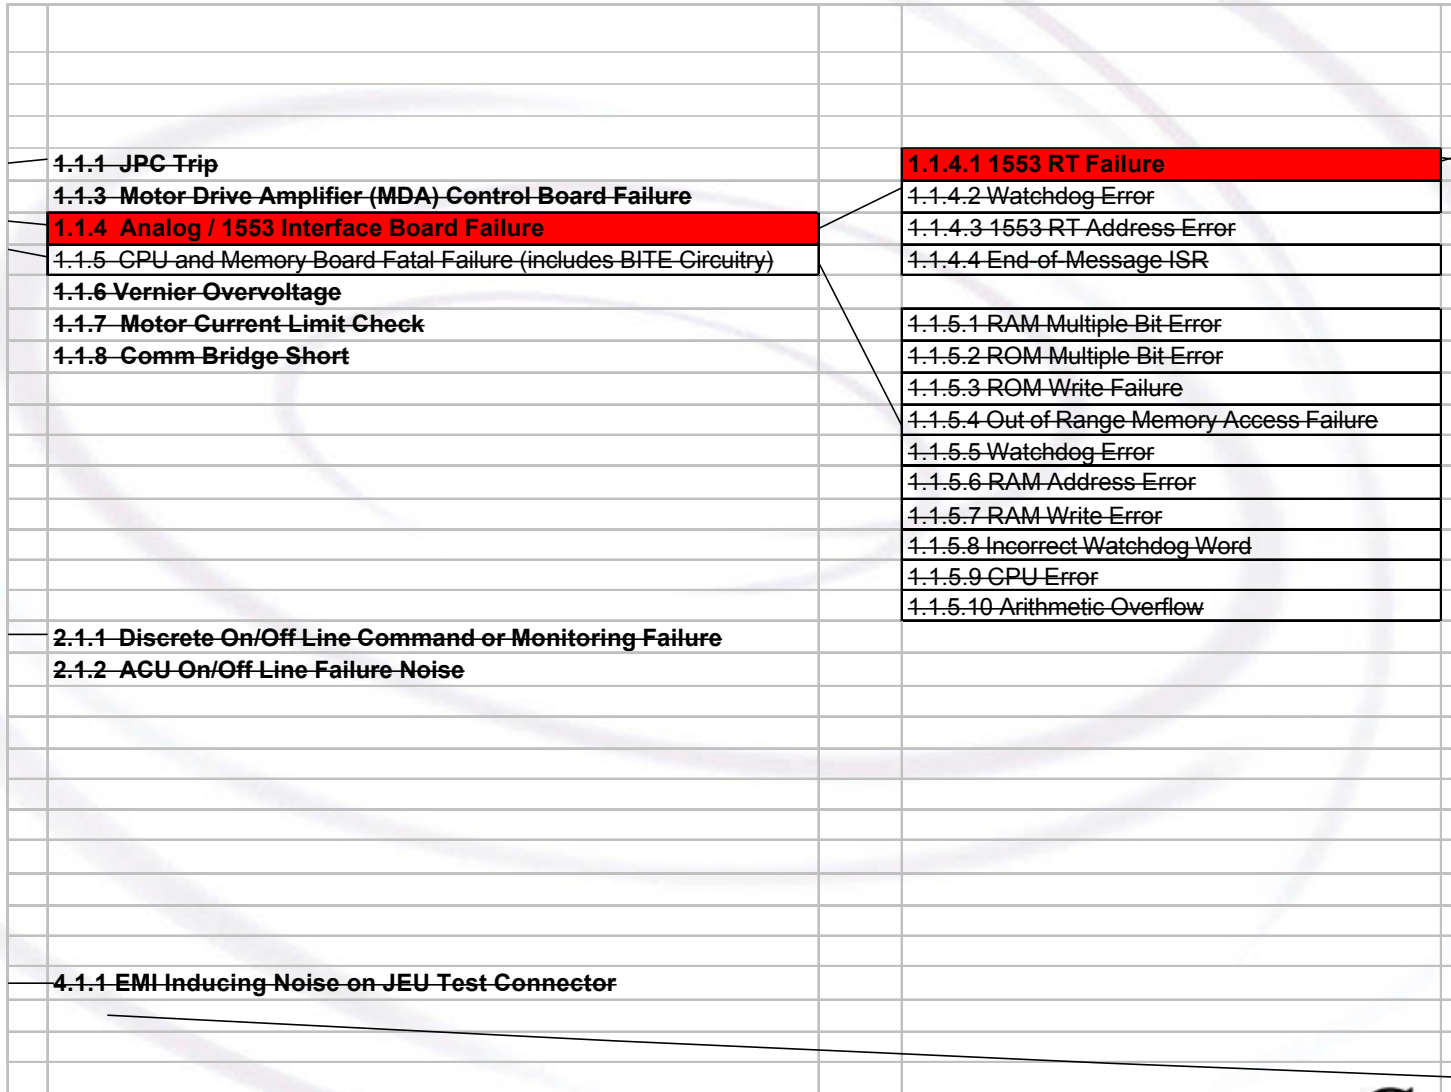 1.1.1 JPC Trip
1.1.3 Motor Drive Amplifier (MDA) Control Board Failure
1.1.4 Analog / 1553 Interface Board Failure
1.1.5 CPU and Memory Board Fatal Failure (includes BITE Circuitry)
1.1.6 Vernier Overvoltage
1.1.7 Motor Current Limit Check
1.1.8 Comm Bridge Short
2.1.1 Discrete On/Off Line Command or Monitoring Failure
2.1.2 ACU On/Off Line Failure Noise
4.1.1 EMI Inducing Noise on JEU Test Connector
1.1.4.1 1553 RT Failure
1.1.4.2 Watchdog Error
1.1.4.3 1553 RT Address Error
1.1.4.4 End-of-Message ISR
1.1.5.1 RAM Multiple Bit Error
1.1.5.2 ROM Multiple Bit Error
1.1.5.3 ROM Write Failure
1.1.5.4 Out of Range Memory Access Failure
1.1.5.5 Watchdog Error
1.1.5.6 RAM Address Error
1.1.5.7 RAM Write Error
1.1.5.8 Incorrect Watchdog Word
1.1.5.9 CPU Error
1.1.5.10 Arithmetic Overflow